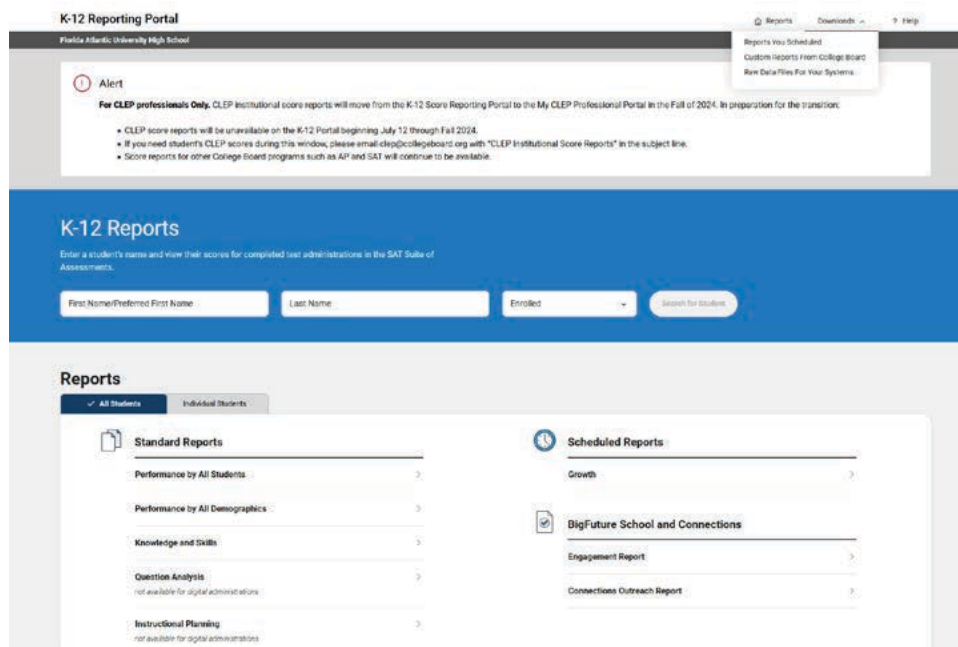 K-12 Reporting Portal
Reports
Downloads
? Help
Florida Atlantic University High School
Reports You Scheduled
Custom Reports From College Board
Raw Data Files For Your Systems
Alert
For CLEP professionals Only. CLEP institutional score reports will move from the K-12 Score Reporting Portal to the My CLEP Professional Portal in the Fall of 2024. In preparation for the transition:
• CLEP score reports will be unavailable on the K-12 Portal beginning July 12 through Fall 2024.
• If you need student's CLEP scores during this window, please email clep@collegeboard.org with "CLEP Institutional Score Reports" in the subject line.
• Score reports for other College Board programs such as AP and SAT will continue to be available.
K-12 Reports
Enter a student's name and view their scores for completed test administrations in the SAT Suite of
Assessments.
First Name/Preferred First Name
Last Name
Enrolled
Search for Student
Reports
All Students
Individual Students
Standard Reports
Performance by All Students
Performance by All Demographics
Knowledge and Skills
Question Analysis
not available for digital administrations
Instructional Planning
not available for digital administrations
Scheduled Reports
Growth
BigFuture School and Connections
Engagement Report
Connections Outreach Report